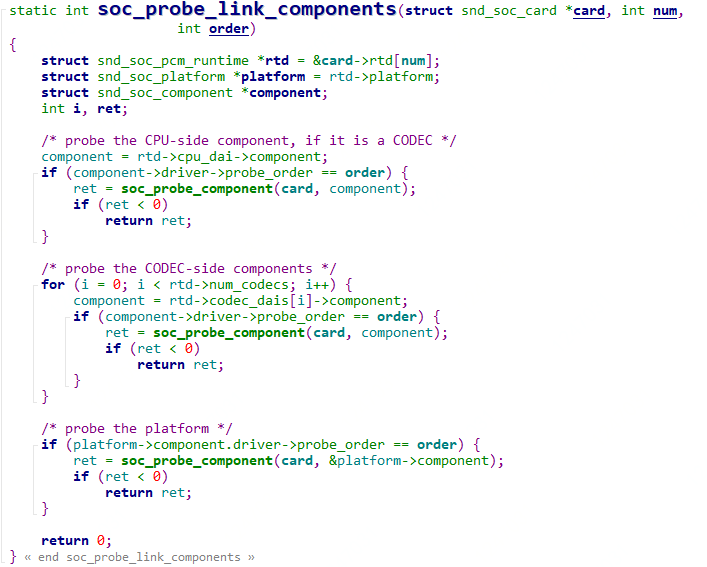 static int soc_probe_link_components(struct snd_soc_card *card, int num,
                     int order)
{
    struct snd_soc_pcm_runtime *rtd = &card->rtd[num];
    struct snd_soc_platform *platform = rtd->platform;
    struct snd_soc_component *component;
    int i, ret;

    /* probe the CPU-side component, if it is a CODEC */
    component = rtd->cpu_dai->component;
    if (component->driver->probe_order == order) {
        ret = soc_probe_component(card, component);
        if (ret < 0)
            return ret;
    }

    /* probe the CODEC-side components */
    for (i = 0; i < rtd->num_codecs; i++) {
        component = rtd->codec_dais[i]->component;
        if (component->driver->probe_order == order) {
            ret = soc_probe_component(card, component);
            if (ret < 0)
                return ret;
        }
    }

    /* probe the platform */
    if (platform->component.driver->probe_order == order) {
        ret = soc_probe_component(card, &platform->component);
        if (ret < 0)
            return ret;
    }

    return 0;
} « end soc_probe_link_components »